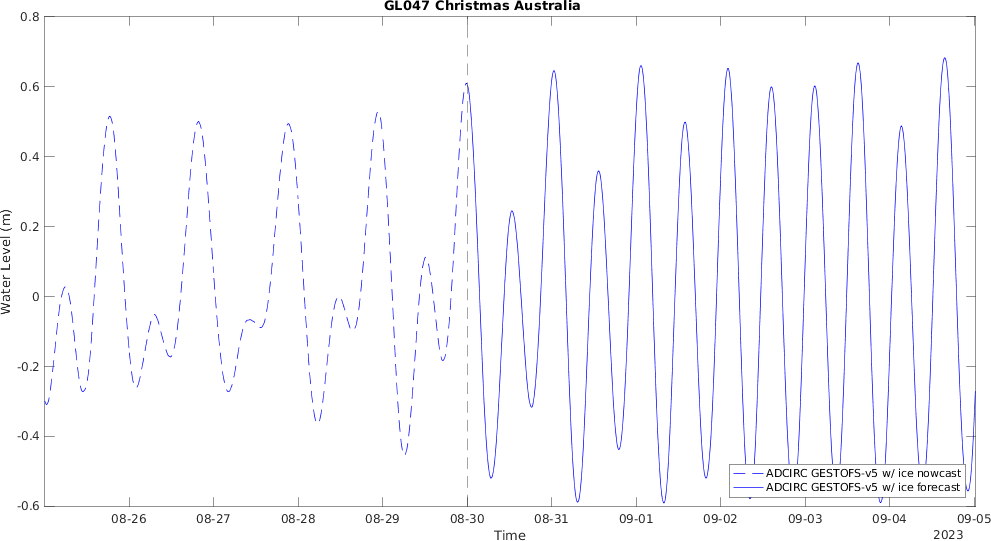 GL047 Christmas Australia
0.8
0.6
0.4
0.2
0
-0.2
-0.4
-0.6
Water Level (m)
ADCIRC GESTOFS-v5 w/ ice nowcast
ADCIRC GESTOFS-v5 w/ ice forecast
08-26 08-27 08-28 08-29 08-30 08-31 09-01 09-02 09-03 09-04 09-05
Time
2023